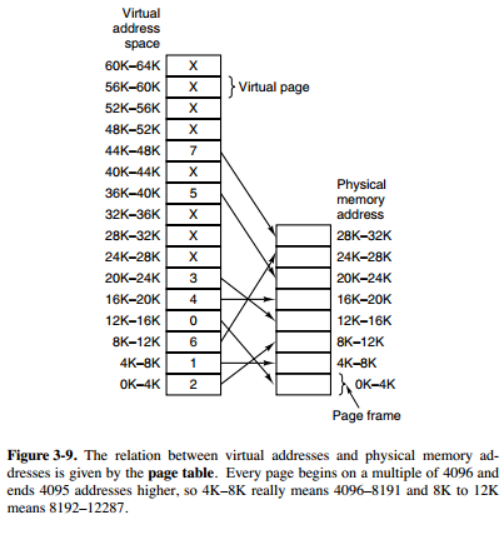 Virtual
address
space
60K–64K X
56K–60K X } Virtual page
52K–56K X
48K–52K X
44K–48K 7
40K–44K X
36K–40K 5
32K–36K X
28K–32K X
24K–28K X
20K–24K 3
16K–20K 4
12K–16K 0
8K–12K 6
4K–8K 1
0K–4K 2
Physical
memory
address
28K–32K
24K–28K
20K–24K
16K–20K
12K–16K
8K–12K
4K–8K
} 0K–4K
Page frame
Figure 3-9. The relation between virtual addresses and physical memory ad-
dresses is given by the page table. Every page begins on a multiple of 4096 and
ends 4095 addresses higher, so 4K–8K really means 4096–8191 and 8K to 12K
means 8192–12287.